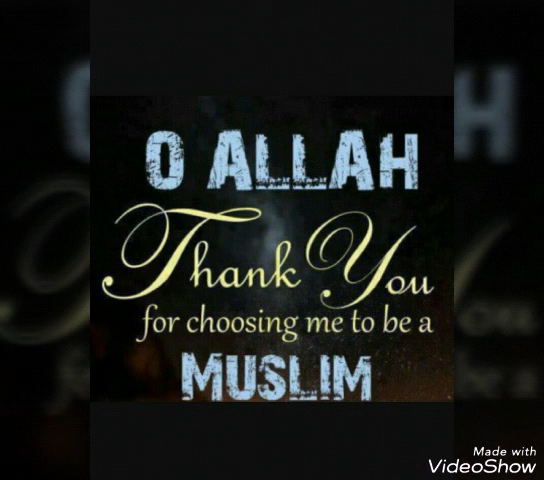 O ALLAH
Thank You
for choosing me to be a
MUSLIM
Made with
VideoShow